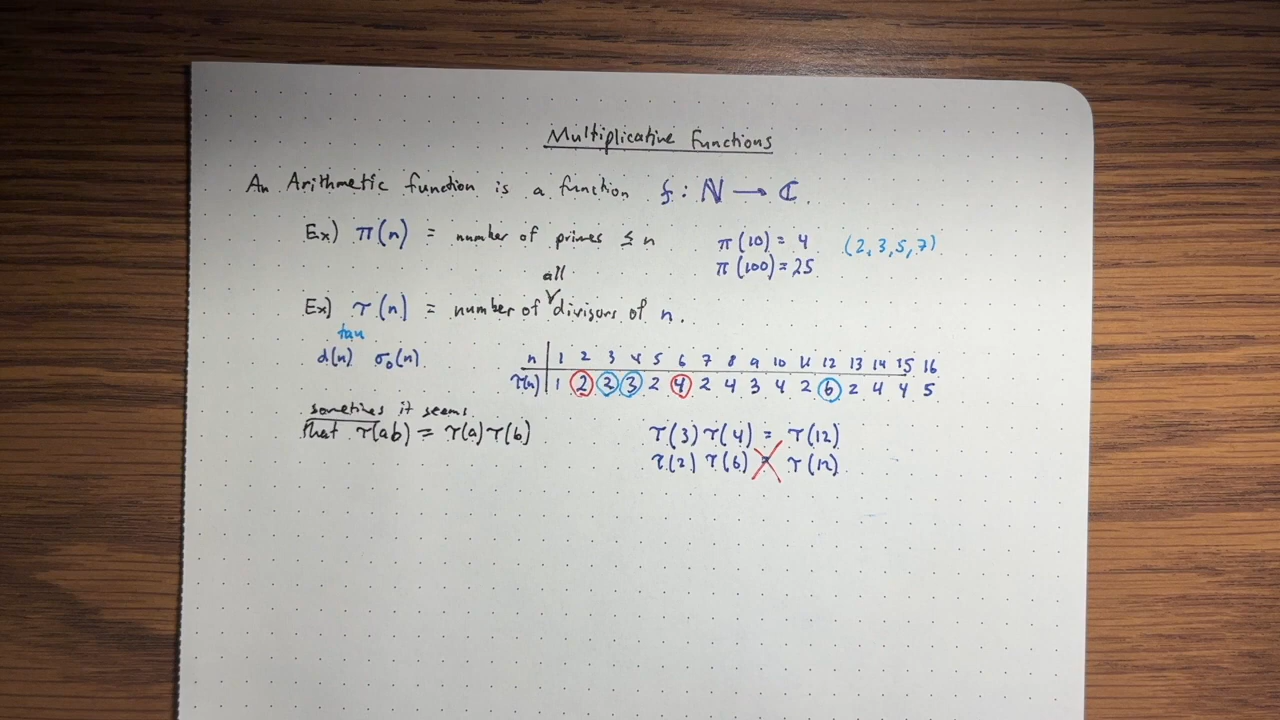 Multiplicative Functions
An Arithmetic function is a function f : ℕ → ℂ.
Ex) π(n) = number of primes ≤ n π(10) = 4 (2,3,5,7)
π(100) = 25
all
Ex) τ(n) = number of divisors of n.
tau
d(n) σ₀(n) n 1 2 3 4 5 6 7 8 9 10 11 12 13 14 15 16
τ(n) 1 2 2 3 2 4 2 4 3 4 2 6 2 4 4 5
sometimes it seems
that τ(ab) = τ(a)τ(b) τ(3)τ(4) = τ(12)
τ(2)τ(6) = τ(12)